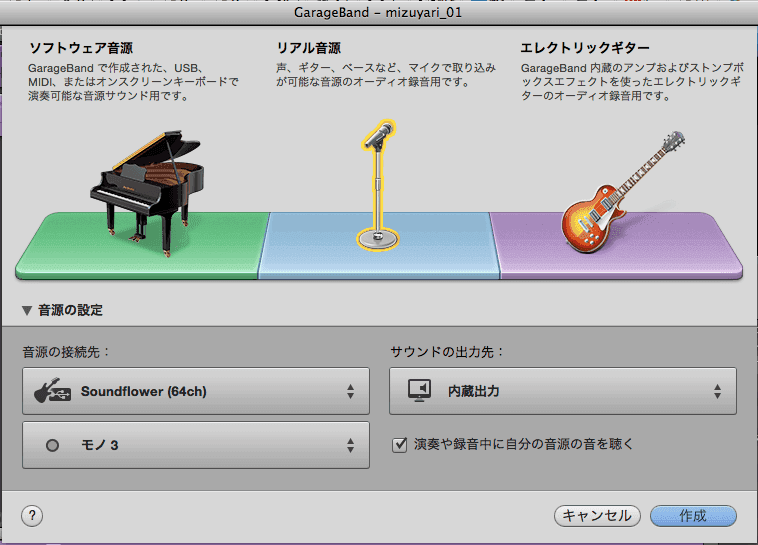 GarageBand – mizuyari_01
ソフトウェア音源
GarageBand で作成された、USB、
MIDI、またはオンスクリーンキーボードで
演奏可能な音源サウンド用です。
リアル音源
声、ギター、ベースなど、マイクで取り込み
が可能な音源のオーディオ録音用です。
エレクトリックギター
GarageBand 内蔵のアンプおよびストンプボ
ックスエフェクトを使ったエレクトリックギ
ターのオーディオ録音用です。
音源の設定
音源の接続先：
Soundflower (64ch)
モノ 3
サウンドの出力先：
内蔵出力
演奏や録音中に自分の音源の音を聴く
?
キャンセル
作成